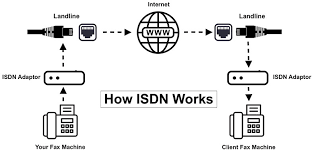 Internet
Landline
Landline
WWW
ISDN Adaptor
ISDN Adaptor
How ISDN Works
Your Fax Machine
Client Fax Machine